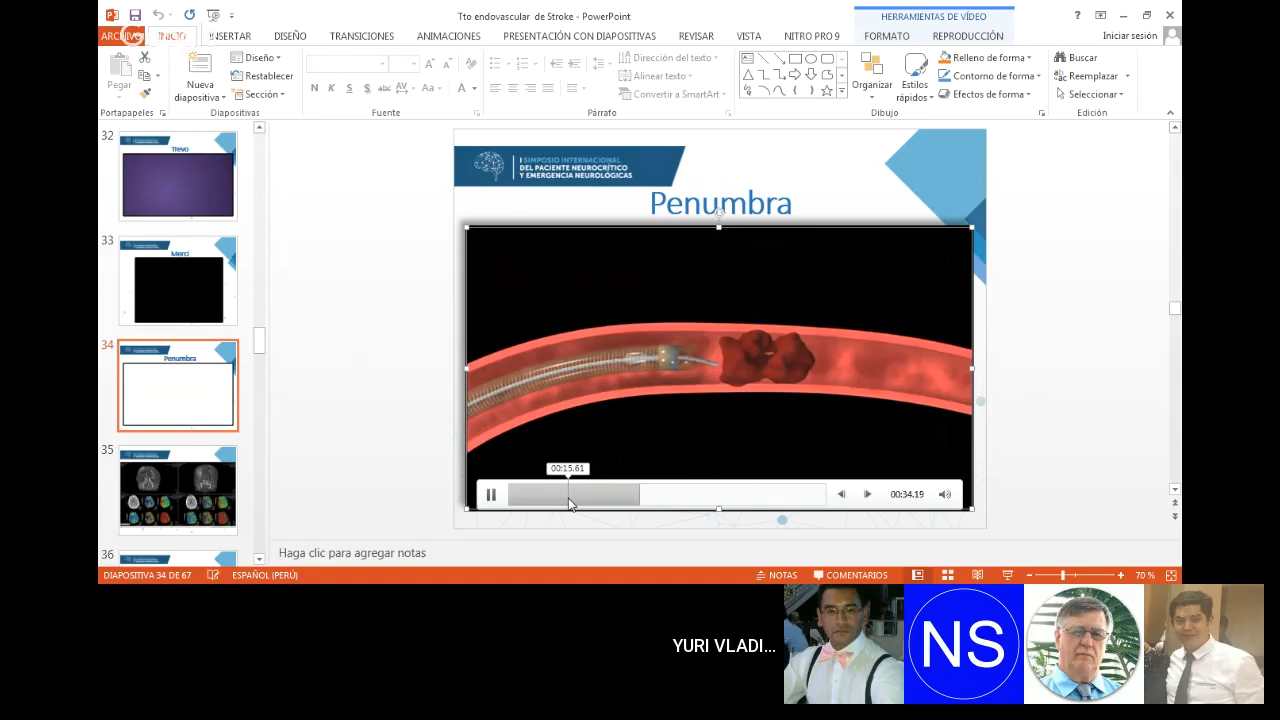 Tto endovascular de Stroke - PowerPoint
HERRAMIENTAS DE VÍDEO
?
ARCHIVO
INICIO
INSERTAR
DISEÑO
TRANSICIONES
ANIMACIONES
PRESENTACIÓN CON DIAPOSITIVAS
REVISAR
VISTA
NITRO PRO 9
FORMATO
REPRODUCCIÓN
Iniciar sesión
Pegar
Nueva
diapositiva
Diseño
Restablecer
Sección
N K S S abc AV Aa A
Dirección del texto
Alinear texto
Convertir a SmartArt
Organizar
Estilos
rápidos
Relleno de forma
Contorno de forma
Efectos de forma
Buscar
Reemplazar
Seleccionar
Portapapeles
Diapositivas
Fuente
Párrafo
Dibujo
Edición
32
Trevo
33
Merci
34
Penumbra
35
36
I SIMPOSIO INTERNACIONAL
DEL PACIENTE NEUROCRÍTICO
Y EMERGENCIA NEUROLÓGICAS
Penumbra
00:15.61
00:34.19
Haga clic para agregar notas
DIAPOSITIVA 34 DE 67
ESPAÑOL (PERÚ)
NOTAS
COMENTARIOS
70 %
YURI VLADI...
NS